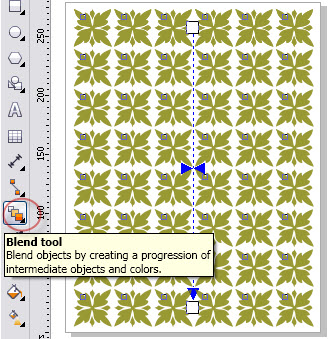 250
200
150
100
A
Blend tool
Blend objects by creating a progression of
intermediate objects and colors.